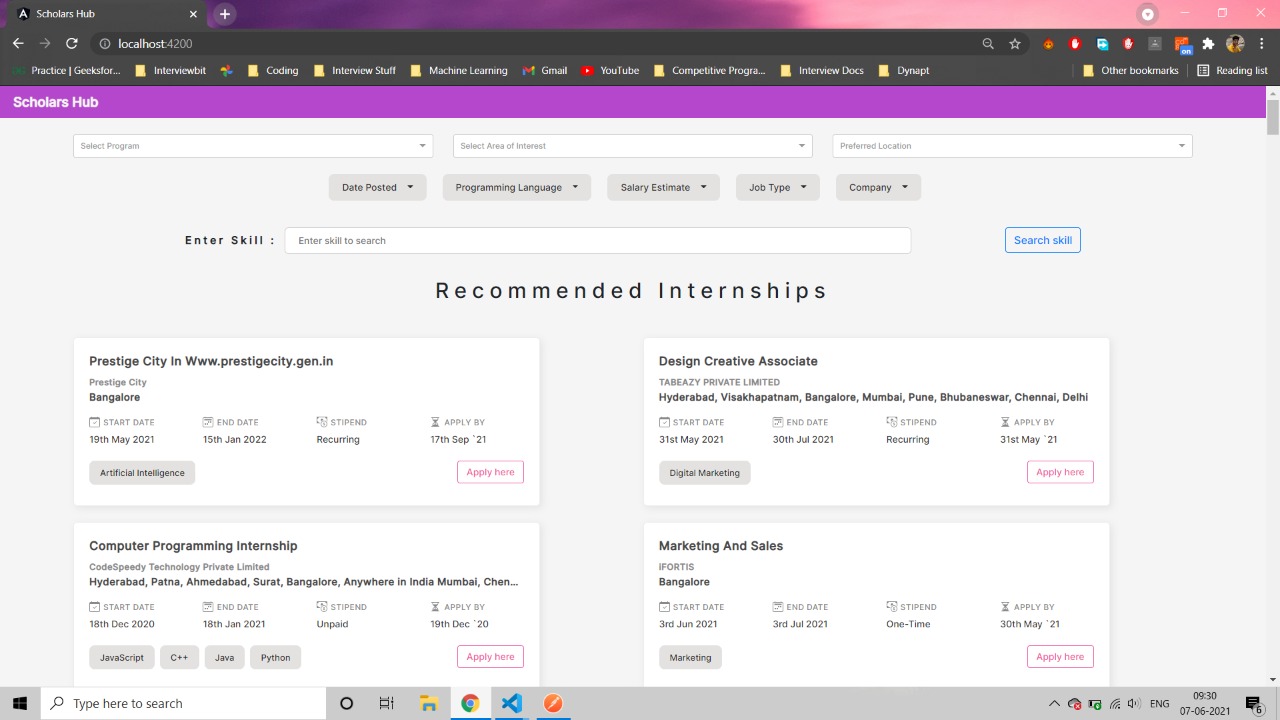 Scholars Hub
localhost:4200
Practice | Geeksfor... Interviewbit Coding Interview Stuff Machine Learning Gmail YouTube Competitive Progra... Interview Docs Dynapt Other bookmarks Reading list
on
Scholars Hub
Select Program Select Area of Interest Preferred Location
Date Posted Programming Language Salary Estimate Job Type Company
Enter Skill : Enter skill to search Search skill
Recommended Internships
Prestige City In Www.prestigecity.gen.in
Prestige City
Bangalore
START DATE END DATE STIPEND APPLY BY
19th May 2021 15th Jan 2022 Recurring 17th Sep `21
Artificial Intelligence Apply here
Design Creative Associate
TABEAZY PRIVATE LIMITED
Hyderabad, Visakhapatnam, Bangalore, Mumbai, Pune, Bhubaneswar, Chennai, Delhi
START DATE END DATE STIPEND APPLY BY
31st May 2021 30th Jul 2021 Recurring 31st May `21
Digital Marketing Apply here
Computer Programming Internship
CodeSpeedy Technology Private Limited
Hyderabad, Patna, Ahmedabad, Surat, Bangalore, Anywhere in India Mumbai, Chen...
START DATE END DATE STIPEND APPLY BY
18th Dec 2020 18th Jan 2021 Unpaid 19th Dec `20
JavaScript C++ Java Python Apply here
Marketing And Sales
iFORTIS
Bangalore
START DATE END DATE STIPEND APPLY BY
3rd Jun 2021 3rd Jul 2021 One-Time 30th May `21
Marketing Apply here
Type here to search
ENG
09:30
07-06-2021
6